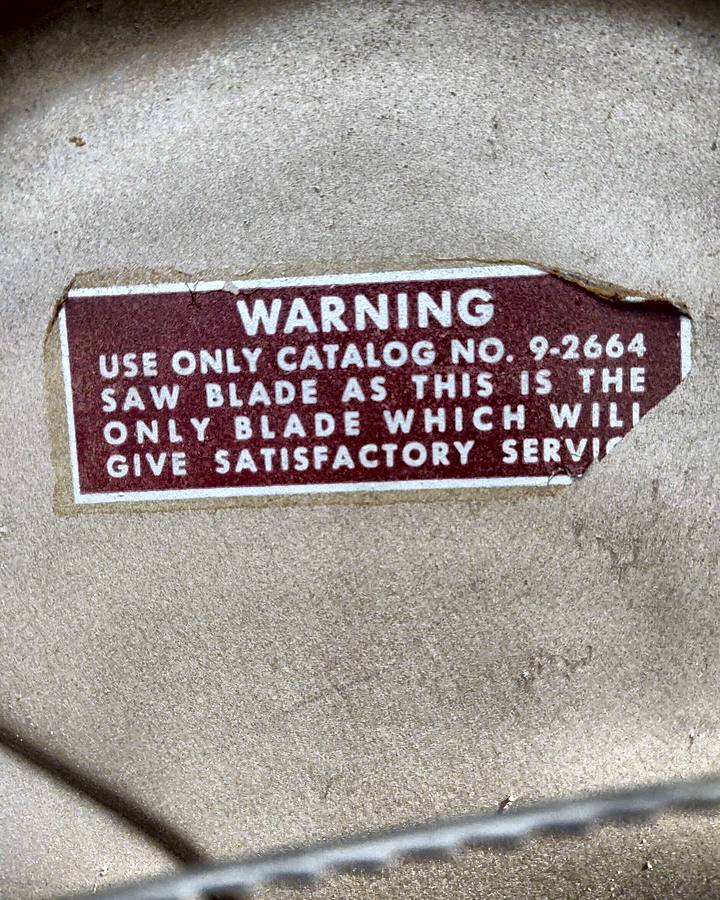 WARNING
USE ONLY CATALOG NO. 9-2664
SAW BLADE AS THIS IS THE
ONLY BLADE WHICH WILL
GIVE SATISFACTORY SERVIC